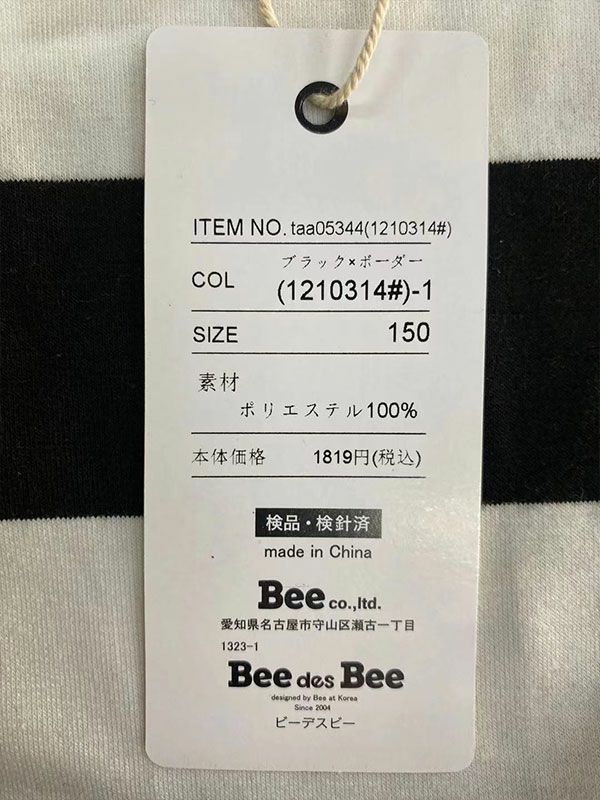 ITEM NO. taa05344(1210314#)
ブラック×ボーダー
COL (1210314#)-1
SIZE 150
素材
ポリエステル100%
本体価格 1819円(税込)
検品・検針済
made in China
Bee co.,ltd.
愛知県名古屋市守山区瀬古一丁目
1323-1
Bee des Bee
designed by Bee at Korea
Since 2004
ビーデスビー